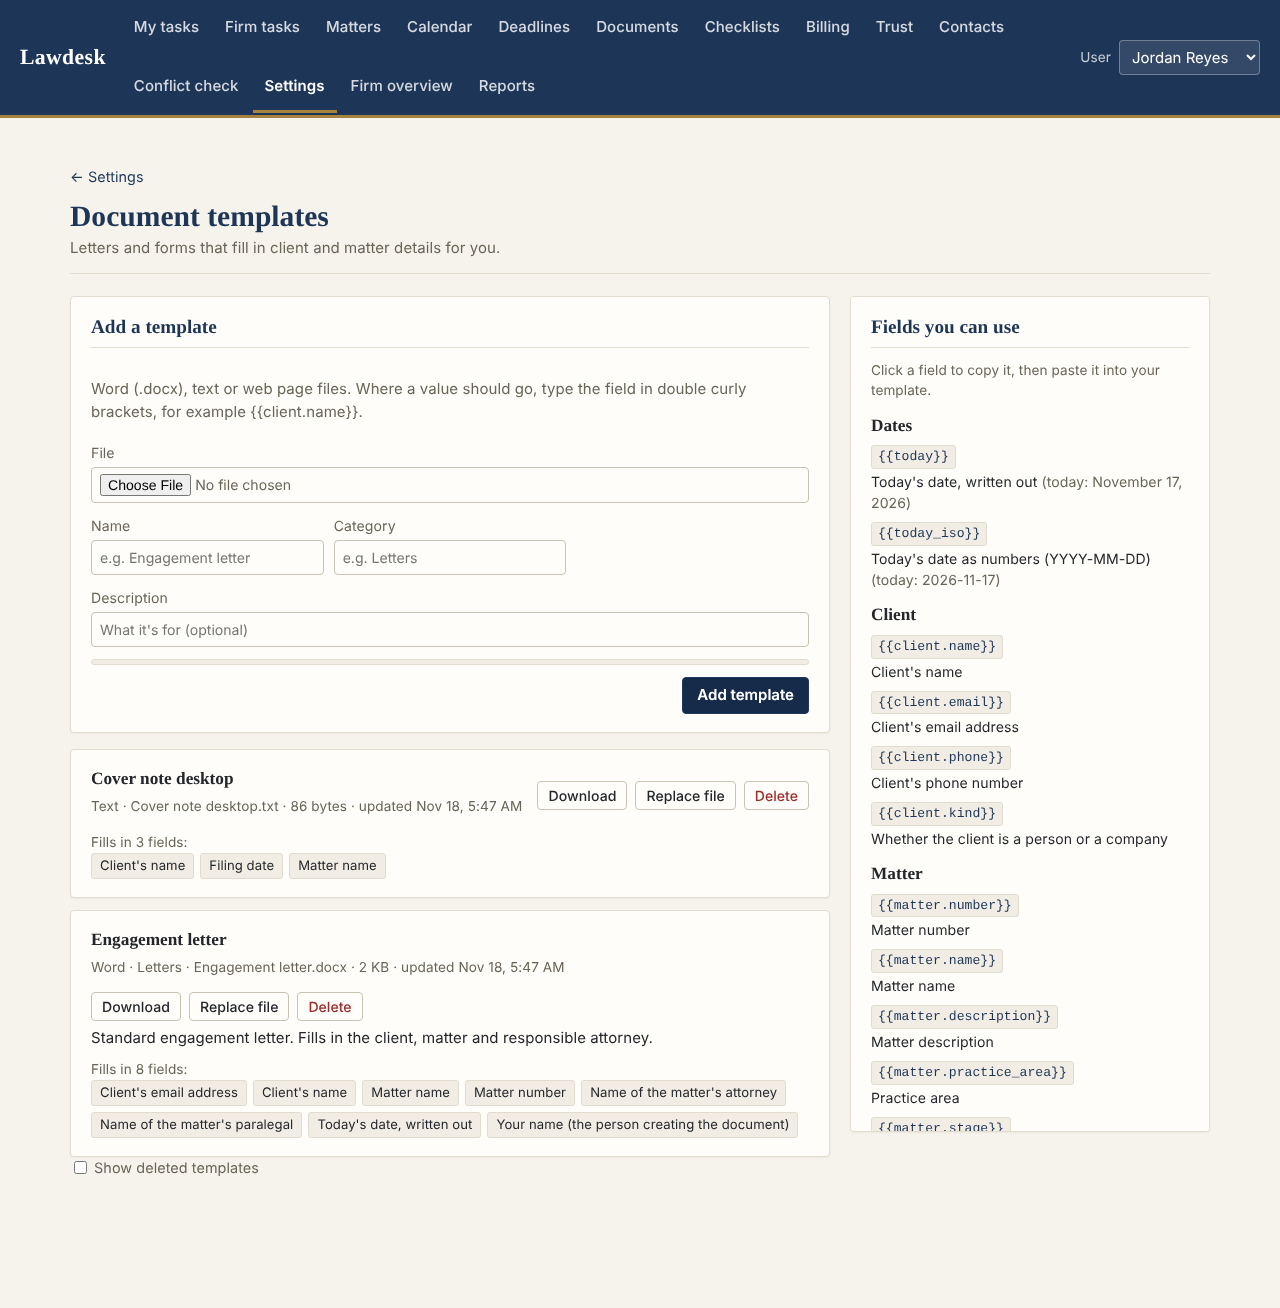 Lawdesk
My tasks Firm tasks Matters Calendar Deadlines Documents Checklists Billing Trust Contacts
Conflict check Settings Firm overview Reports
User Jordan Reyes
← Settings
Document templates
Letters and forms that fill in client and matter details for you.
Add a template
Word (.docx), text or web page files. Where a value should go, type the field in double curly
brackets, for example {{client.name}}.
File
Choose File No file chosen
Name Category
e.g. Engagement letter e.g. Letters
Description
What it's for (optional)
Add template
Cover note desktop
Text · Cover note desktop.txt · 86 bytes · updated Nov 18, 5:47 AM
Download Replace file Delete
Fills in 3 fields:
Client's name Filing date Matter name
Engagement letter
Word · Letters · Engagement letter.docx · 2 KB · updated Nov 18, 5:47 AM
Download Replace file Delete
Standard engagement letter. Fills in the client, matter and responsible attorney.
Fills in 8 fields:
Client's email address Client's name Matter name Matter number Name of the matter's attorney
Name of the matter's paralegal Today's date, written out Your name (the person creating the document)
Show deleted templates
Fields you can use
Click a field to copy it, then paste it into your
template.
Dates
{{today}}
Today's date, written out (today: November 17,
2026)
{{today_iso}}
Today's date as numbers (YYYY-MM-DD)
(today: 2026-11-17)
Client
{{client.name}}
Client's name
{{client.email}}
Client's email address
{{client.phone}}
Client's phone number
{{client.kind}}
Whether the client is a person or a company
Matter
{{matter.number}}
Matter number
{{matter.name}}
Matter name
{{matter.description}}
Matter description
{{matter.practice_area}}
Practice area
{{matter.stage}}